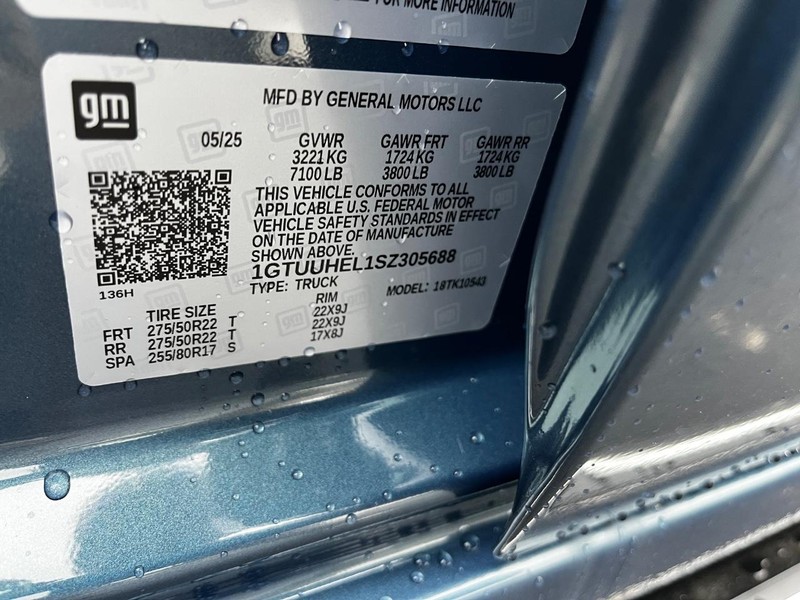 FOR MORE INFORMATION
gm
MFD BY GENERAL MOTORS LLC
05/25 GVWR GAWR FRT GAWR RR
3221 KG 1724 KG 1724 KG
7100 LB 3800 LB 3800 LB
THIS VEHICLE CONFORMS TO ALL
APPLICABLE U.S. FEDERAL MOTOR
VEHICLE SAFETY STANDARDS IN EFFECT
ON THE DATE OF MANUFACTURE
SHOWN ABOVE.
1GTUUHEL1SZ305688
136H
TYPE: TRUCK MODEL: 18TK10543
TIRE SIZE RIM
FRT 275/50R22 T 22X9J
RR 275/50R22 T 22X9J
SPA 255/80R17 S 17X8J